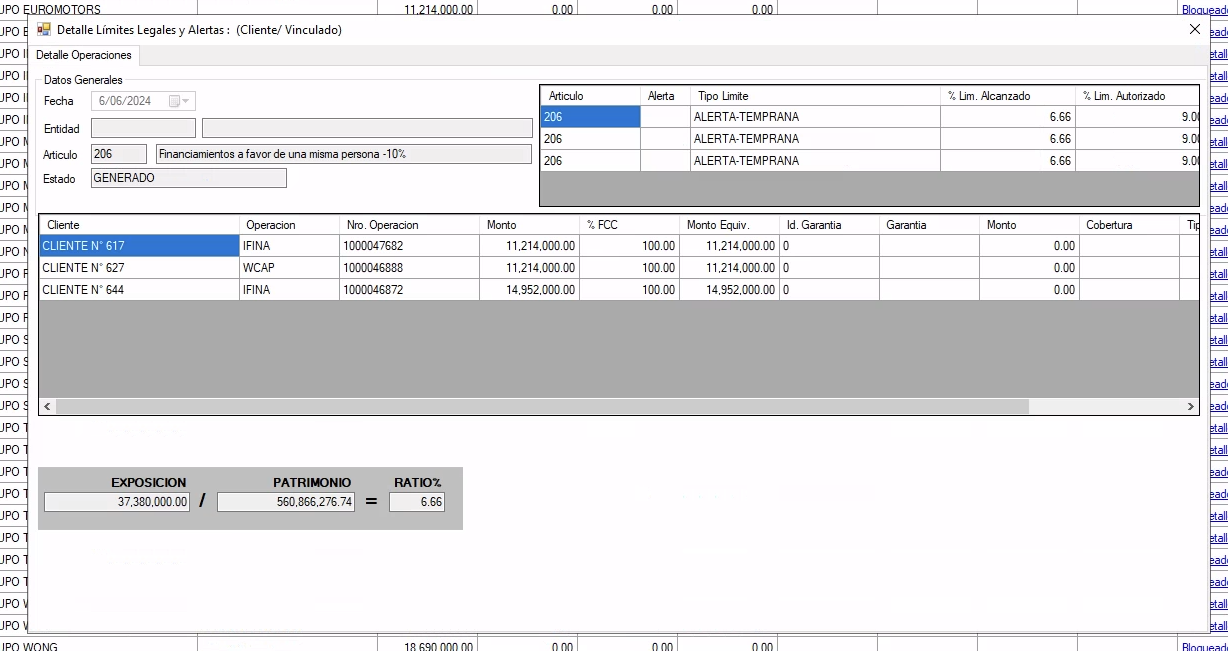 UPO EUROMOTORS 11,214,000.00 0.00 0.00 0.00 Bloquead
Detalle Límites Legales y Alertas : (Cliente/ Vinculado)
Detalle Operaciones
Datos Generales
Fecha 6/06/2024
Entidad
Articulo 206 Financiamientos a favor de una misma persona -10%
Estado GENERADO
Articulo Alerta Tipo Limite % Lim. Alcanzado % Lim. Autorizado
206 ALERTA-TEMPRANA 6.66 9.00
206 ALERTA-TEMPRANA 6.66 9.00
206 ALERTA-TEMPRANA 6.66 9.00
Cliente Operacion Nro. Operacion Monto % FCC Monto Equiv. Id. Garantia Garantia Monto Cobertura Tip
CLIENTE N° 617 IFINA 1000047682 11,214,000.00 100.00 11,214,000.00 0 0.00
CLIENTE N° 627 WCAP 1000046888 11,214,000.00 100.00 11,214,000.00 0 0.00
CLIENTE N° 644 IFINA 1000046872 14,952,000.00 100.00 14,952,000.00 0 0.00
EXPOSICION PATRIMONIO RATIO%
37,380,000.00 / 560,866,276.74 = 6.66
UPO WONG 18,690,000.00 0.00 0.00 0.00 Bloquead